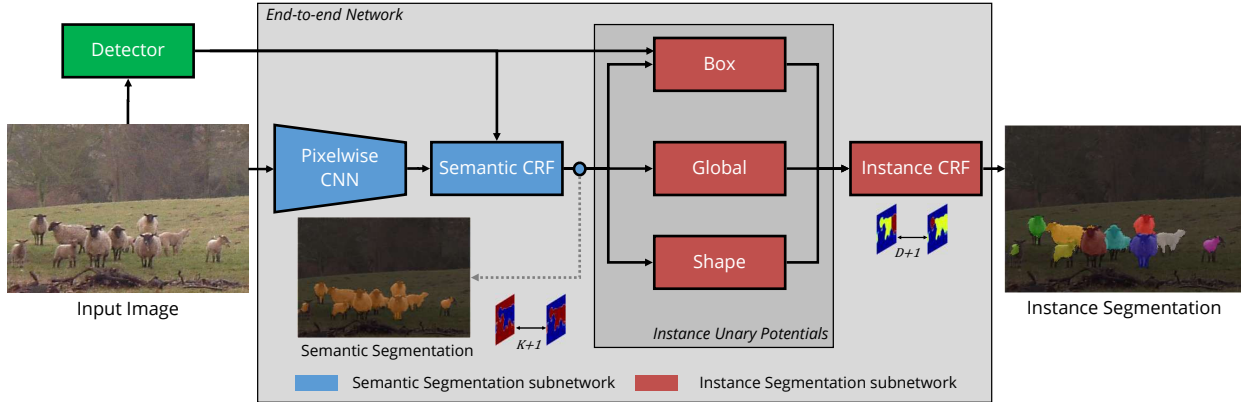 End-to-end Network
Detector
Box
Pixelwise
CNN
Semantic CRF
Global
Instance CRF
Shape
D+1
K+1
Input Image
Semantic Segmentation
Instance Unary Potentials
Instance Segmentation
Semantic Segmentation subnetwork
Instance Segmentation subnetwork